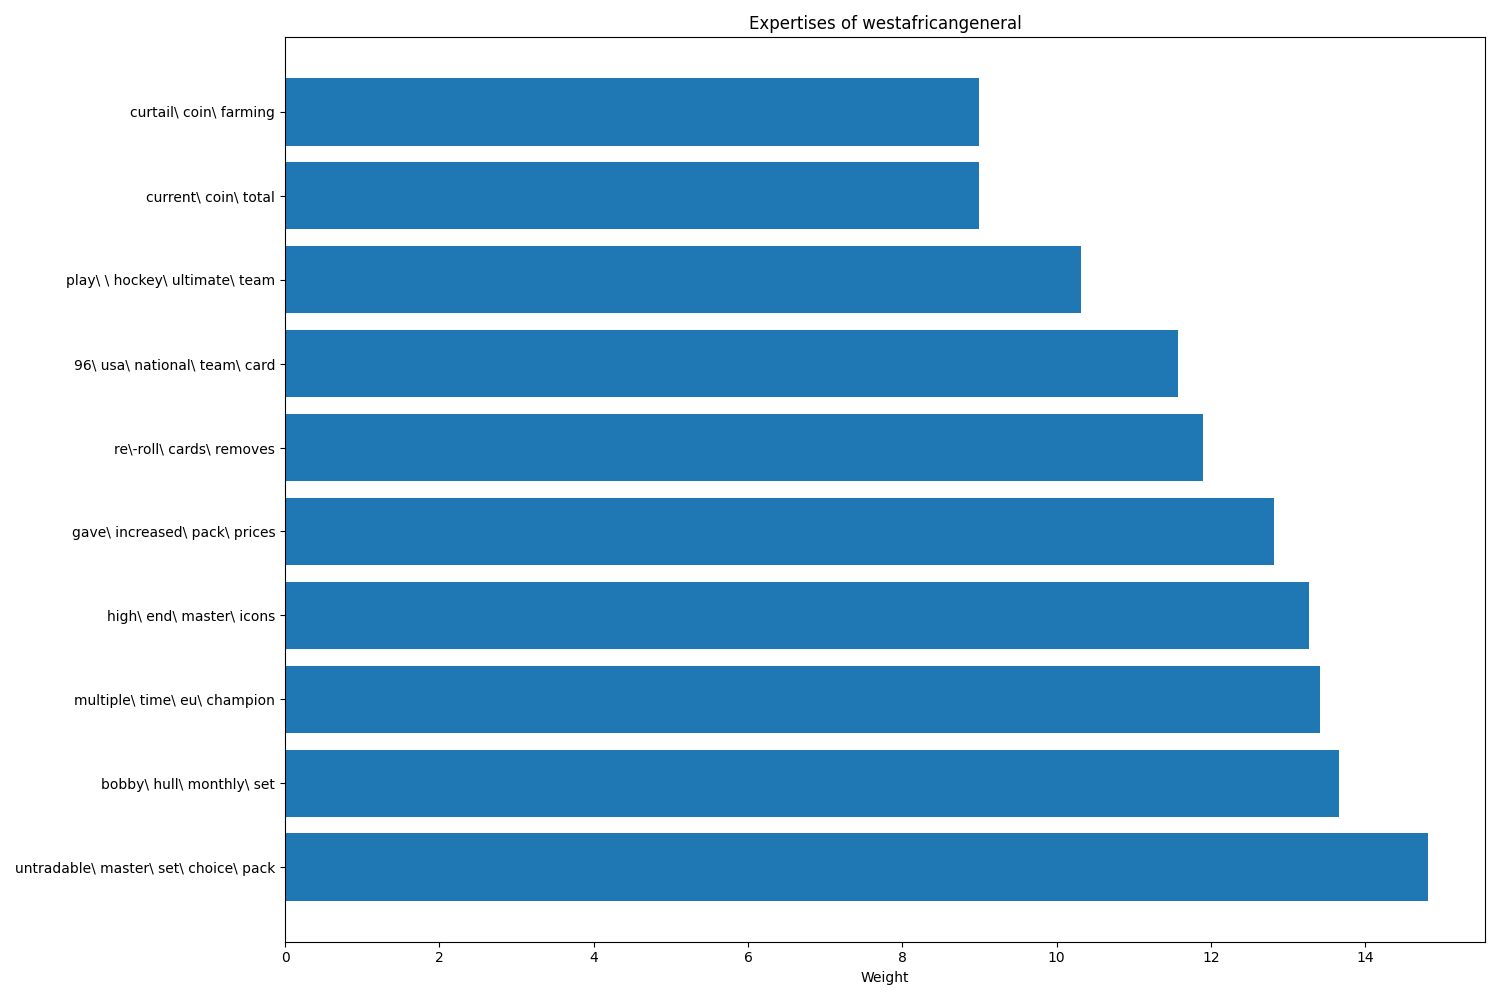 Expertises of westafricangeneral
curtail\ coin\ farming
current\ coin\ total
play\ \ hockey\ ultimate\ team
96\ usa\ national\ team\ card
re\-roll\ cards\ removes
gave\ increased\ pack\ prices
high\ end\ master\ icons
multiple\ time\ eu\ champion
bobby\ hull\ monthly\ set
untradable\ master\ set\ choice\ pack
0 2 4 6 8 10 12 14
Weight